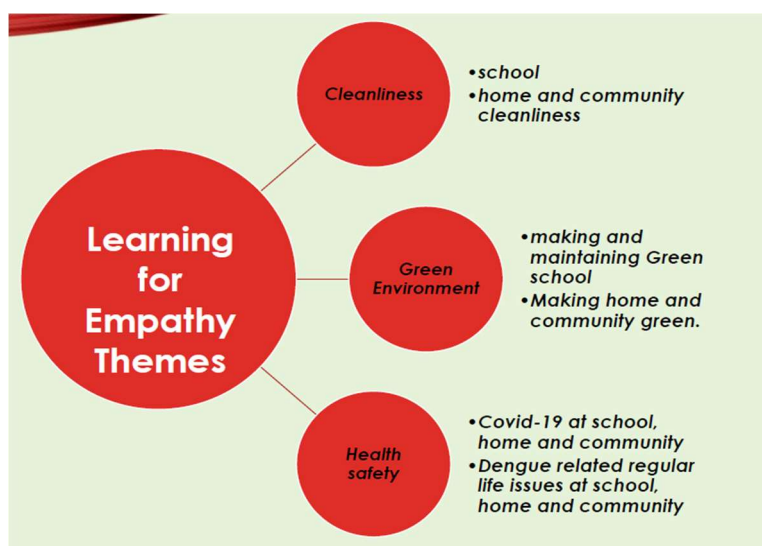 Learning
for
Empathy
Themes
Cleanliness
•school
•home and community
cleanliness
Green
Environment
•making and
maintaining Green
school
•Making home and
community green.
Health
safety
•Covid-19 at school,
home and community
•Dengue related regular
life issues at school,
home and community